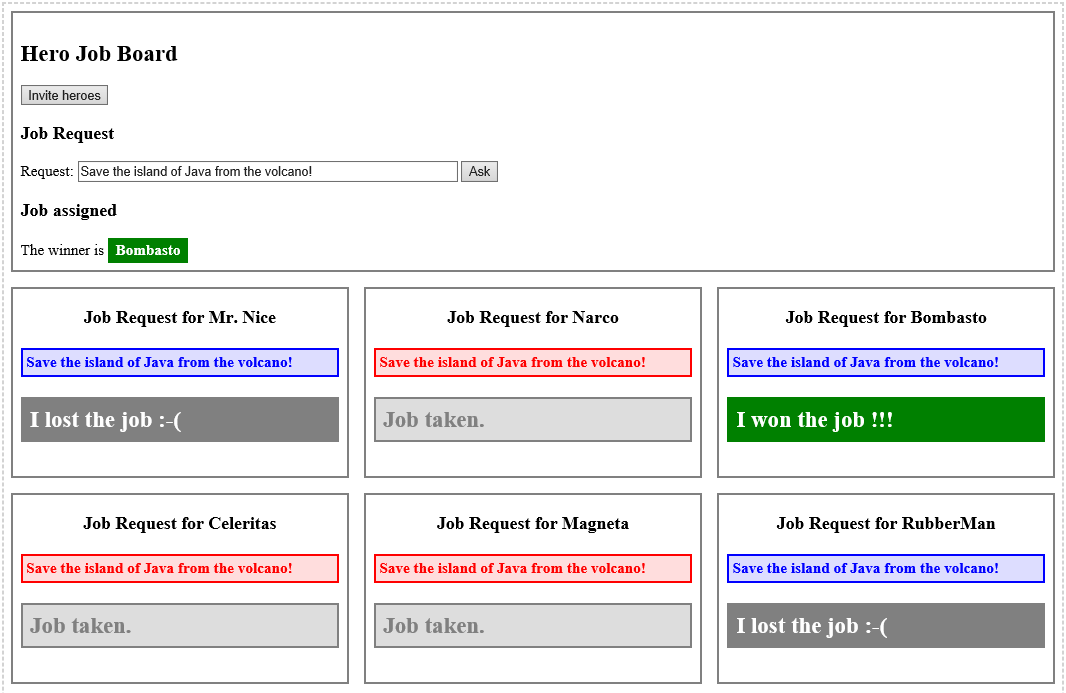 Hero Job Board
Invite heroes
Job Request
Request: Save the island of Java from the volcano! Ask
Job assigned
The winner is Bombasto
Job Request for Mr. Nice
Save the island of Java from the volcano!
I lost the job :-(
Job Request for Narco
Save the island of Java from the volcano!
Job taken.
Job Request for Bombasto
Save the island of Java from the volcano!
I won the job !!!
Job Request for Celeritas
Save the island of Java from the volcano!
Job taken.
Job Request for Magneta
Save the island of Java from the volcano!
Job taken.
Job Request for RubberMan
Save the island of Java from the volcano!
I lost the job :-(